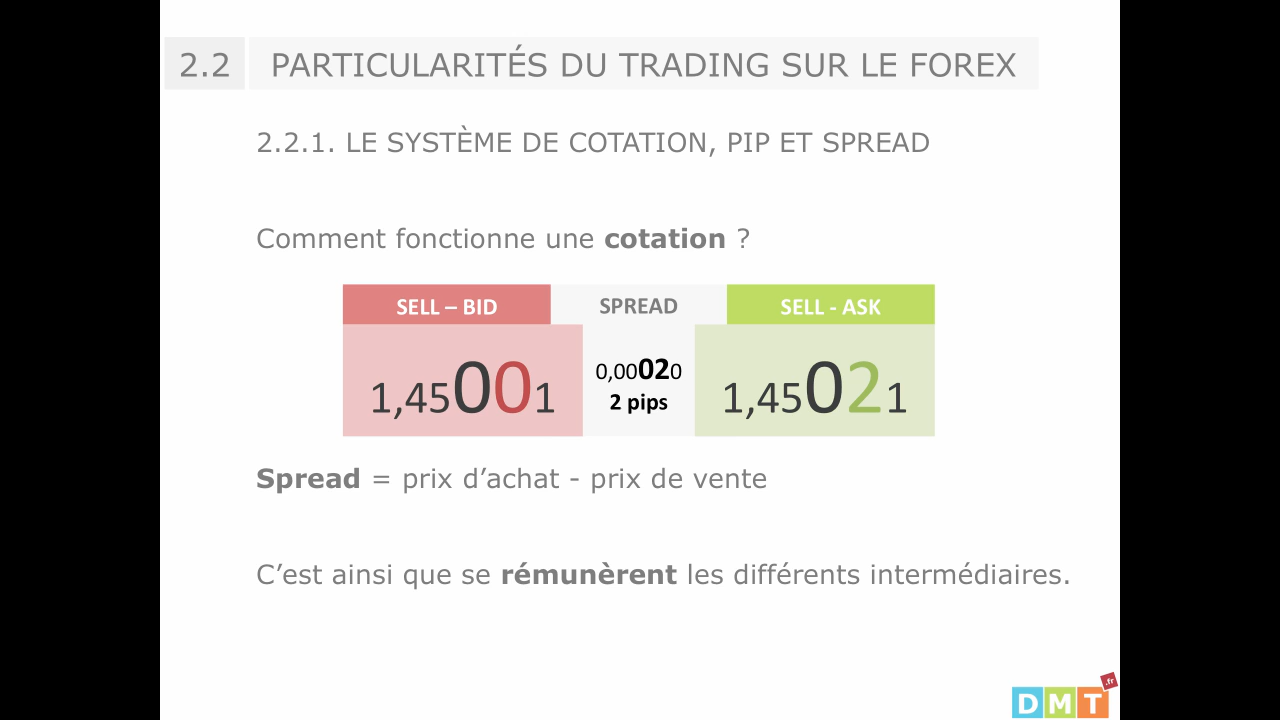 2.2 PARTICULARITÉS DU TRADING SUR LE FOREX
2.2.1. LE SYSTÈME DE COTATION, PIP ET SPREAD
Comment fonctionne une cotation ?
SELL – BID SPREAD SELL - ASK
1,45001 0,00020 1,45021
2 pips
Spread = prix d’achat - prix de vente
C’est ainsi que se rémunèrent les différents intermédiaires.
DMT.fr